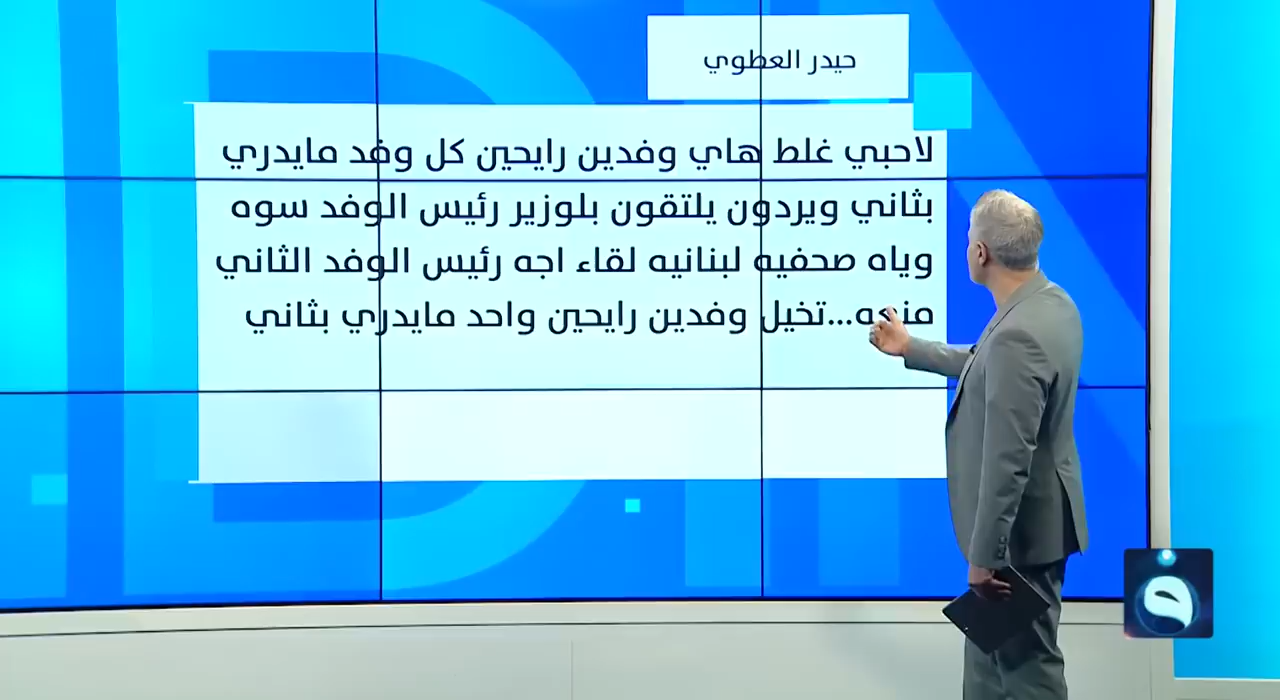 حيدر العطوي
لاحبي غلط هاي وفدين رايحين كل وفد مايدري
بثاني ويردون يلتقون بلوزير رئيس الوفد سوه
وياه صحفيه لبنانيه لقاء اجه رئيس الوفد الثاني
منعه...تخيل وفدين رايحين واحد مايدري بثاني